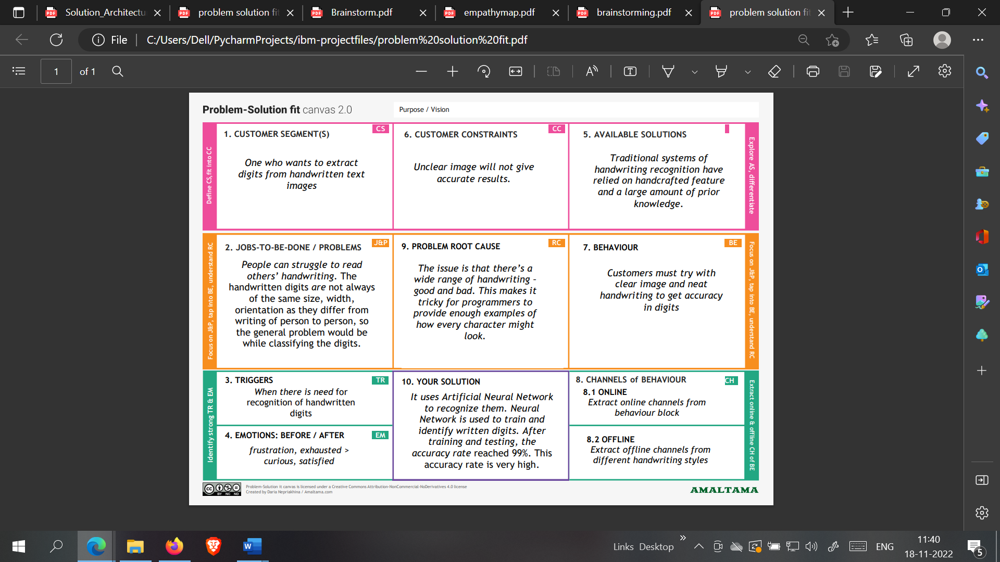 Solution_Architectu
problem solution fit
Brainstorm.pdf
empathymap.pdf
brainstorming.pdf
problem solution fit
File
C:/Users/Dell/PycharmProjects/ibm-projectfiles/problem%20solution%20fit.pdf
1 of 1
Problem-Solution fit canvas 2.0
Purpose / Vision
Define CS, fit into CC
1. CUSTOMER SEGMENT(S)
CS
One who wants to extract
digits from handwritten text
images
6. CUSTOMER CONSTRAINTS
CC
Unclear image will not give
accurate results.
5. AVAILABLE SOLUTIONS
Traditional systems of
handwriting recognition have
relied on handcrafted feature
and a large amount of prior
knowledge.
Explore AS, differentiate
Focus on J&P, tap into BE, understand RC
2. JOBS-TO-BE-DONE / PROBLEMS
J&P
People can struggle to read
others’ handwriting. The
handwritten digits are not always
of the same size, width,
orientation as they differ from
writing of person to person, so
the general problem would be
while classifying the digits.
9. PROBLEM ROOT CAUSE
RC
The issue is that there’s a
wide range of handwriting –
good and bad. This makes it
tricky for programmers to
provide enough examples of
how every character might
look.
7. BEHAVIOUR
BE
Customers must try with
clear image and neat
handwriting to get accuracy
in digits
Focus on J&P, tap into BE, understand RC
Identify strong TR & EM
3. TRIGGERS
TR
When there is need for
recognition of handwritten
digits
4. EMOTIONS: BEFORE / AFTER
EM
frustration, exhausted >
curious, satisfied
10. YOUR SOLUTION
It uses Artificial Neural Network
to recognize them. Neural
Network is used to train and
identify written digits. After
training and testing, the
accuracy rate reached 99%. This
accuracy rate is very high.
8. CHANNELS of BEHAVIOUR
CH
8.1 ONLINE
Extract online channels from
behaviour block
8.2 OFFLINE
Extract offline channels from
different handwriting styles
Extract online & offline CH of BE
cc BY NC ND
Problem-Solution fit canvas is licensed under a Creative Commons Attribution-NonCommercial-NoDerivatives 4.0 license
Created by Daria Nepriakhina / Amaltama.com
AMALTAMA
Links Desktop
ENG
11:40
18-11-2022
5